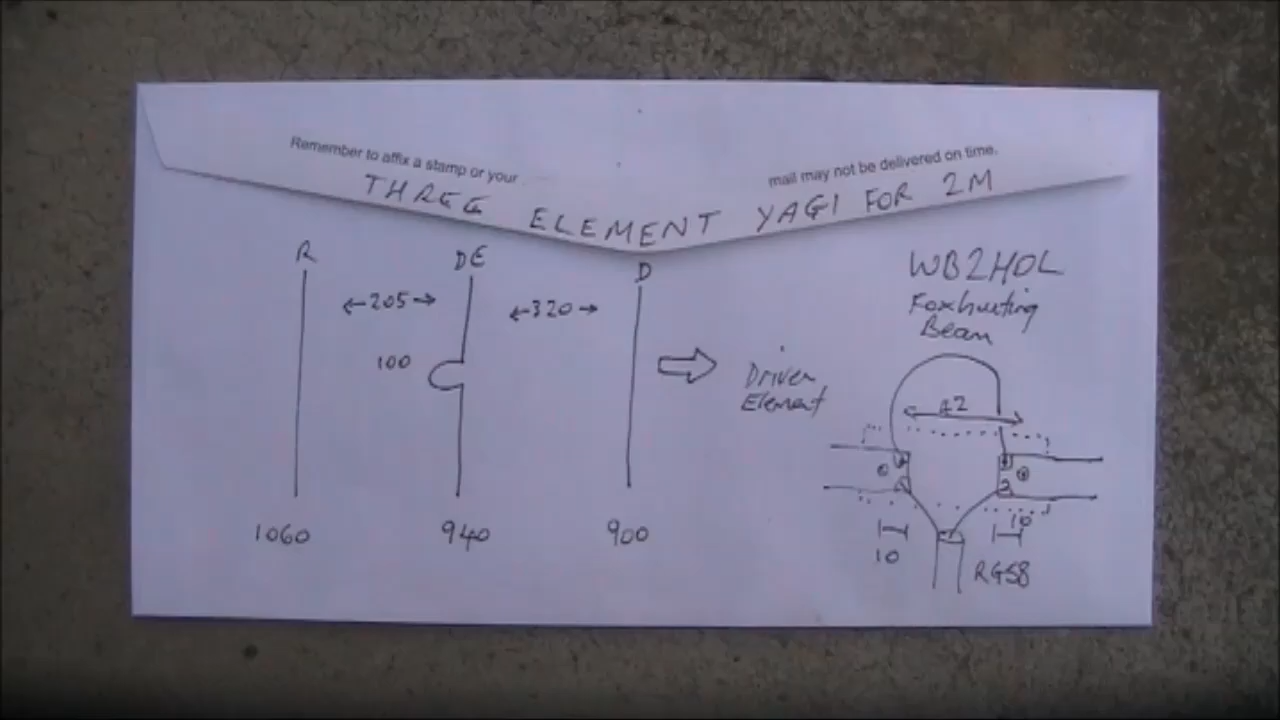 Remember to affix a stamp or your mail may not be delivered on time.
THREE ELEMENT YAGI FOR 2M
R DE D
205 320
100
1060 940 900
WB2HOL
Foxhunting
Beam
Driven
Element
42
10
10
RG58